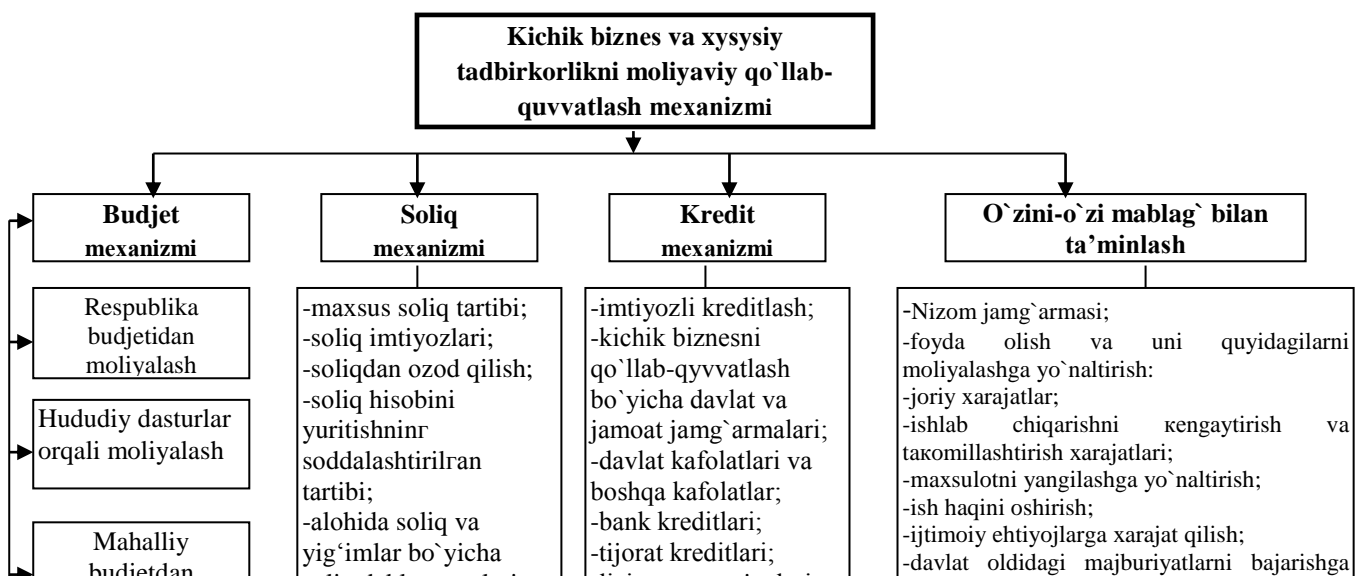 Kichik biznes va xysysiy
tadbirkorlikni moliyaviy qo`llab-
quvvatlash mexanizmi
Budjet
mexanizmi
Soliq
mexanizmi
Kredit
mexanizmi
O`zini-o`zi mablag` bilan
ta’minlash
Respublika
budjetidan
moliyalash
Hududiy dasturlar
orqali moliyalash
Mahalliy
budjetdan
-maxsus soliq tartibi;
-soliq imtiyozlari;
-soliqdan ozod qilish;
-soliq hisobini
yuritishninг
soddalashtirilгan
tartibi;
-alohida soliq va
yig‘imlar bo`yicha
-imtiyozli kreditlash;
-kichik biznesni
qo`llab-qyvvatlash
bo`yicha davlat va
jamoat jamg`armalari;
-davlat kafolatlari va
boshqa kafolatlar;
-bank kreditlari;
-tijorat kreditlari;
-Nizom jamg`armasi;
-foyda olish va uni quyidagilarni
moliyalashga yo`naltirish:
-joriy xarajatlar;
-ishlab chiqarishni кengaytirish va
taкomillashtirish xarajatlari;
-maxsulotni yangilashga yo`naltirish;
-ish haqini oshirish;
-ijtimoiy ehtiyojlarga xarajat qilish;
-davlat oldidagi majburiyatlarni bajarishga